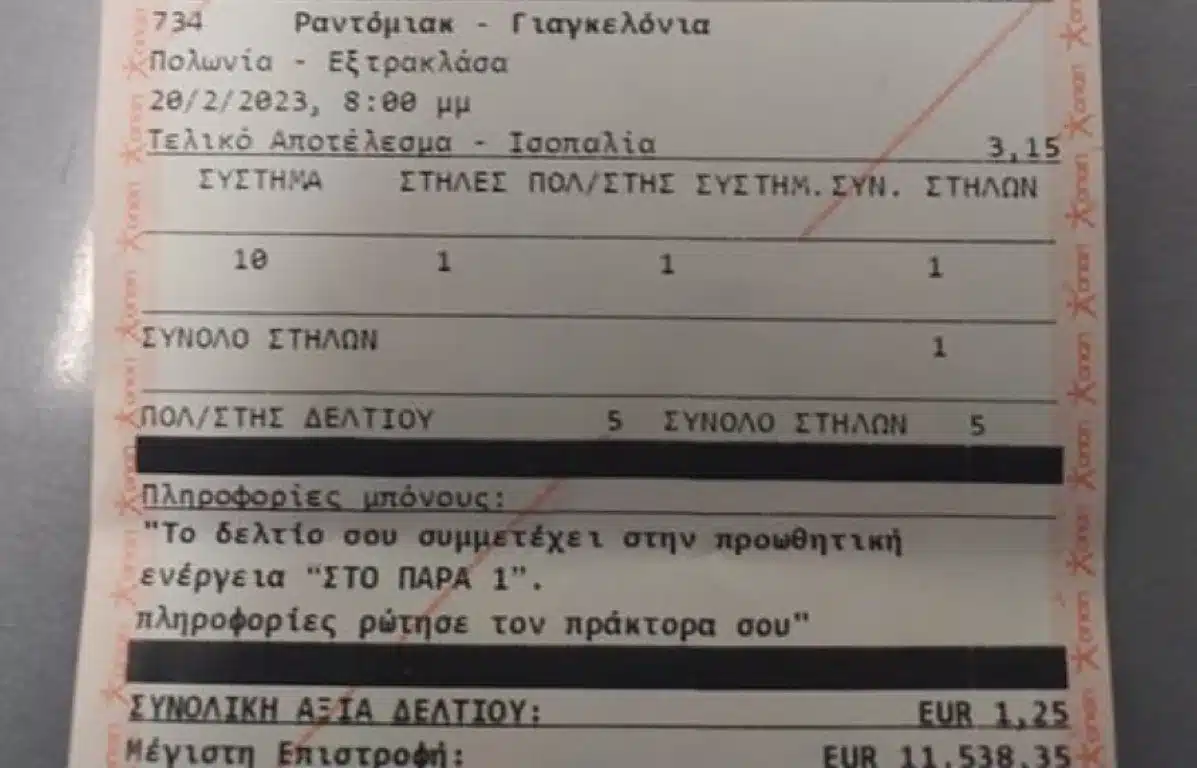 734 Ραντόμιακ - Γιαγκελόνια
Πολωνία - Εξτρακλάσα
20/2/2023, 8:00 μμ
Τελικό Αποτέλεσμα - Ισοπαλία 3,15
ΣΥΣΤΗΜΑ ΣΤΗΛΕΣ ΠΟΛ/ΣΤΗΣ ΣΥΣΤΗΜ. ΣΥΝ. ΣΤΗΛΩΝ
10 1 1 1
ΣΥΝΟΛΟ ΣΤΗΛΩΝ 1
ΠΟΛ/ΣΤΗΣ ΔΕΛΤΙΟΥ 5 ΣΥΝΟΛΟ ΣΤΗΛΩΝ 5
Πληροφορίες μπόνους:
"Το δελτίο σου συμμετέχει στην προωθητική
ενέργεια "ΣΤΟ ΠΑΡΑ 1".
πληροφορίες ρώτησε τον πράκτορα σου"
ΣΥΝΟΛΙΚΗ ΑΞΙΑ ΔΕΛΤΙΟΥ: EUR 1,25
Μέγιστη Επιστροφή: EUR 11.538,35